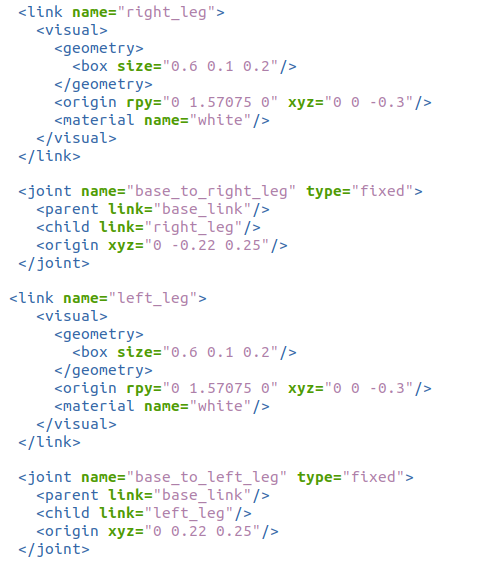 <link name="right_leg">
<visual>
<geometry>
<box size="0.6 0.1 0.2"/>
</geometry>
<origin rpy="0 1.57075 0" xyz="0 0 -0.3"/>
<material name="white"/>
</visual>
</link>
<joint name="base_to_right_leg" type="fixed">
<parent link="base_link"/>
<child link="right_leg"/>
<origin xyz="0 -0.22 0.25"/>
</joint>
<link name="left_leg">
<visual>
<geometry>
<box size="0.6 0.1 0.2"/>
</geometry>
<origin rpy="0 1.57075 0" xyz="0 0 -0.3"/>
<material name="white"/>
</visual>
</link>
<joint name="base_to_left_leg" type="fixed">
<parent link="base_link"/>
<child link="left_leg"/>
<origin xyz="0 0.22 0.25"/>
</joint>